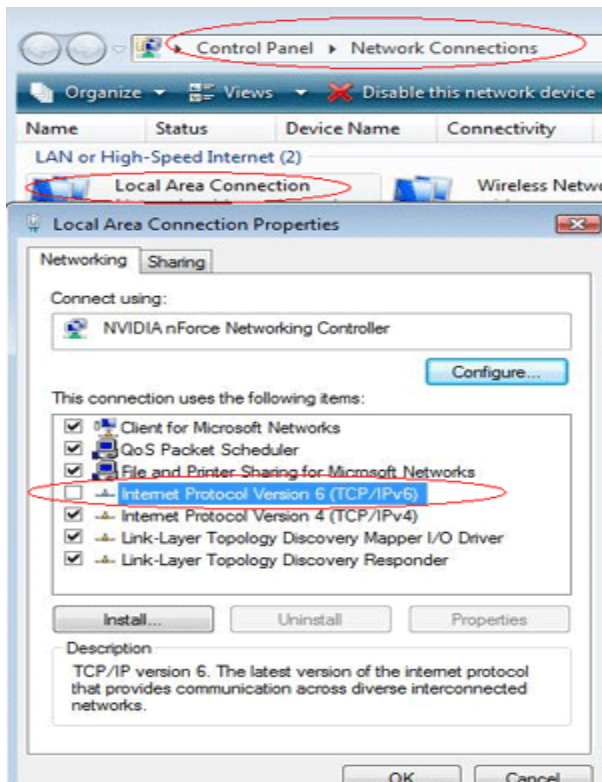 Control Panel ▸ Network Connections
Organize Views Disable this network device
Name Status Device Name Connectivity
LAN or High-Speed Internet (2)
Local Area Connection Wireless
Local Area Connection Properties
Networking Sharing
Connect using:
NVIDIA nForce Networking Controller
Configure...
This connection uses the following items:
Client for Microsoft Networks
QoS Packet Scheduler
File and Printer Sharing for Microsoft Networks
Internet Protocol Version 6 (TCP/IPv6)
Internet Protocol Version 4 (TCP/IPv4)
Link-Layer Topology Discovery Mapper I/O Driver
Link-Layer Topology Discovery Responder
Install... Uninstall Properties
Description
TCP/IP version 6. The latest version of the internet protocol
that provides communication across diverse interconnected
networks.
OK Cancel